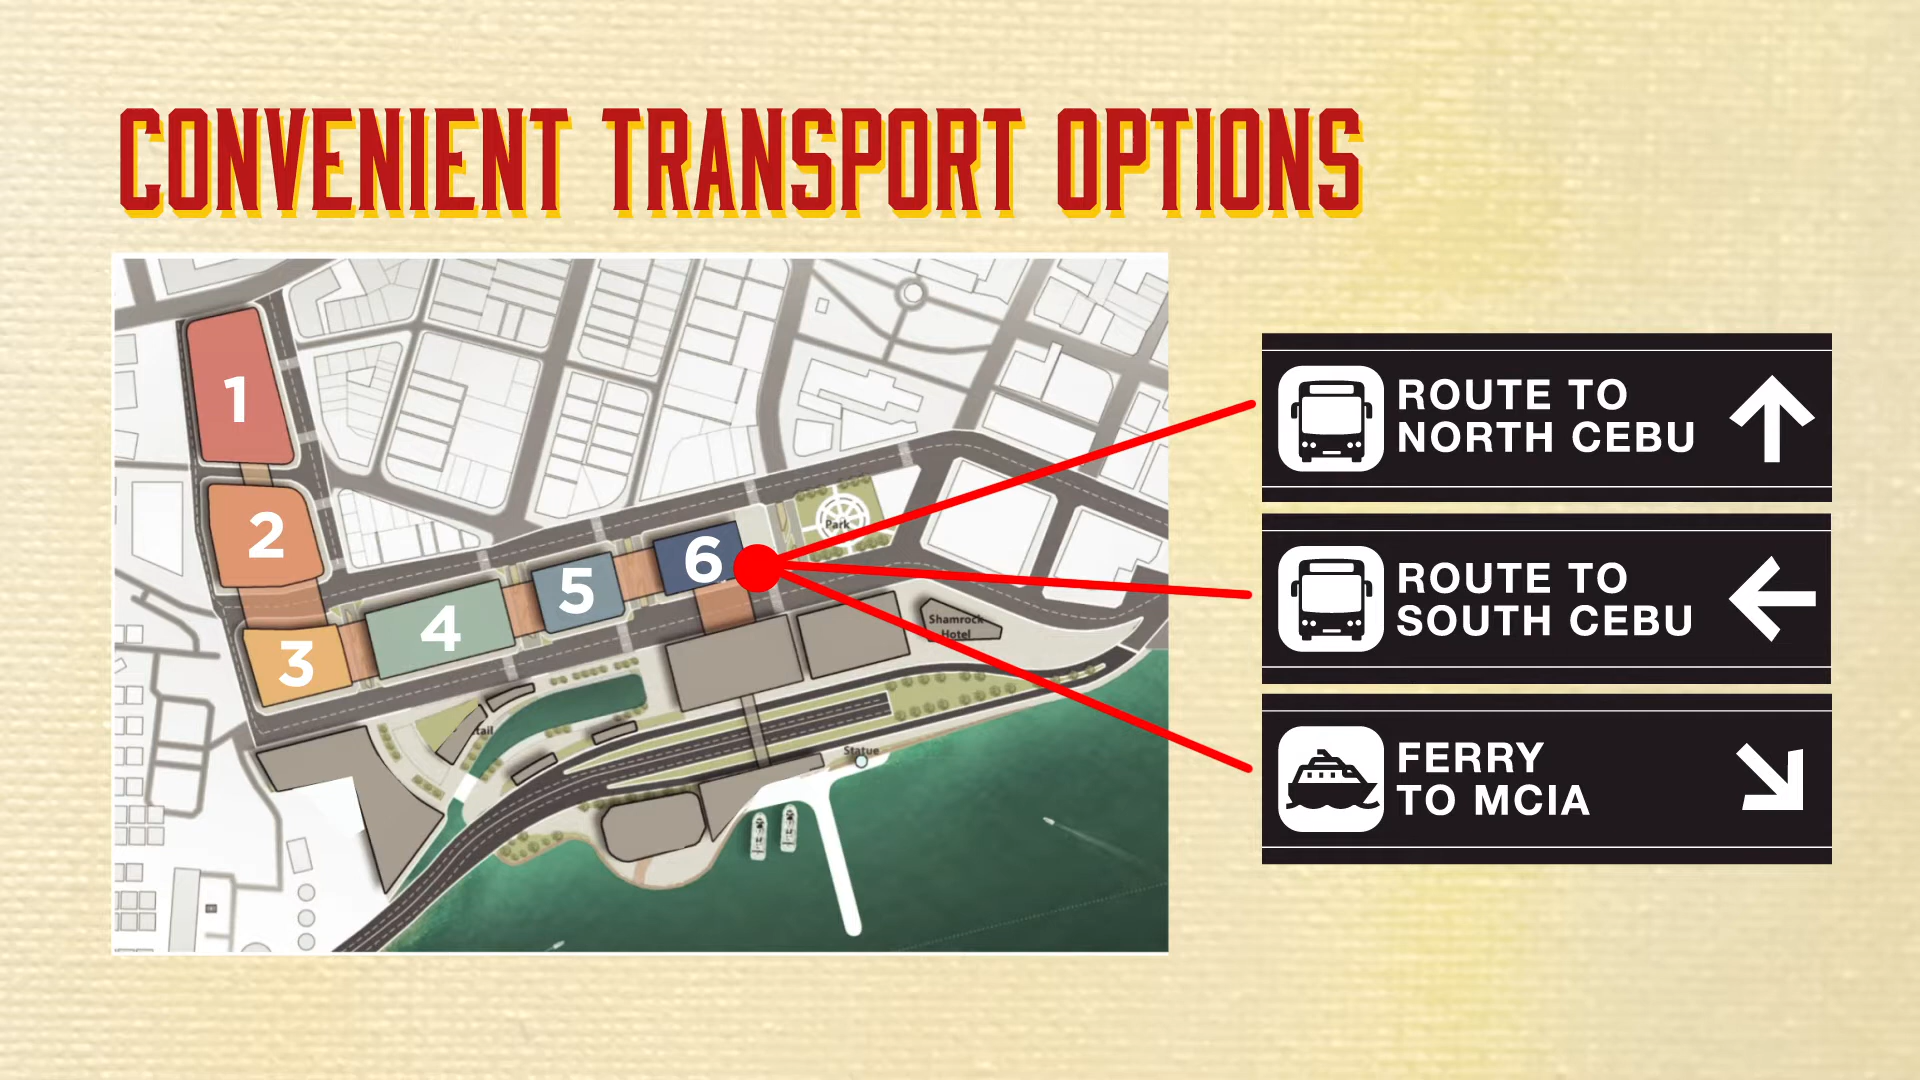 CONVENIENT TRANSPORT OPTIONS
1
2
3
4
5
6
Park
Shamrock
Hotel
Statue
ROUTE TO
NORTH CEBU
ROUTE TO
SOUTH CEBU
FERRY
TO MCIA